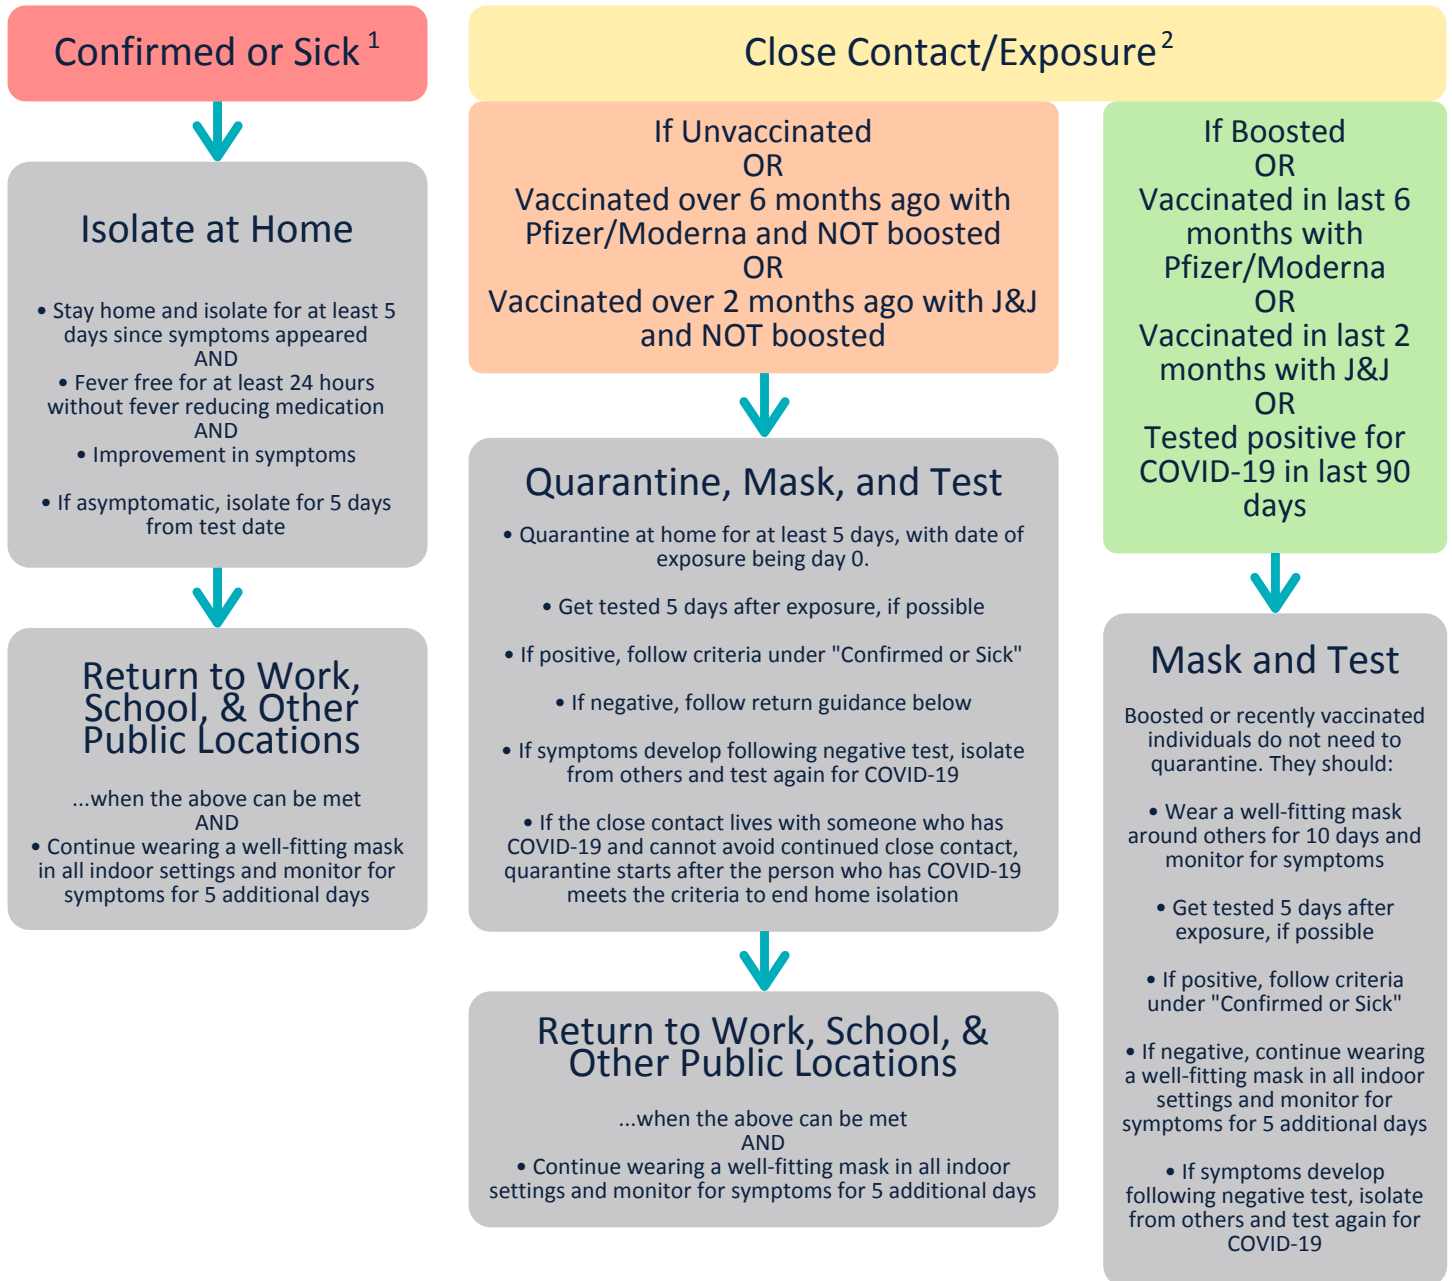 Confirmed or Sick 1
Isolate at Home
• Stay home and isolate for at least 5
days since symptoms appeared
AND
• Fever free for at least 24 hours
without fever reducing medication
AND
• Improvement in symptoms
• If asymptomatic, isolate for 5 days
from test date
Return to Work,
School, & Other
Public Locations
...when the above can be met
AND
• Continue wearing a well-fitting mask
in all indoor settings and monitor for
symptoms for 5 additional days
Close Contact/Exposure 2
If Unvaccinated
OR
Vaccinated over 6 months ago with
Pfizer/Moderna and NOT boosted
OR
Vaccinated over 2 months ago with J&J
and NOT boosted
Quarantine, Mask, and Test
• Quarantine at home for at least 5 days, with date of
exposure being day 0.
• Get tested 5 days after exposure, if possible
• If positive, follow criteria under "Confirmed or Sick"
• If negative, follow return guidance below
• If symptoms develop following negative test, isolate
from others and test again for COVID-19
• If the close contact lives with someone who has
COVID-19 and cannot avoid continued close contact,
quarantine starts after the person who has COVID-19
meets the criteria to end home isolation
Return to Work, School, &
Other Public Locations
...when the above can be met
AND
• Continue wearing a well-fitting mask in all indoor
settings and monitor for symptoms for 5 additional days
If Boosted
OR
Vaccinated in last 6
months with
Pfizer/Moderna
OR
Vaccinated in last 2
months with J&J
OR
Tested positive for
COVID-19 in last 90
days
Mask and Test
Boosted or recently vaccinated
individuals do not need to
quarantine. They should:
• Wear a well-fitting mask
around others for 10 days and
monitor for symptoms
• Get tested 5 days after
exposure, if possible
• If positive, follow criteria
under "Confirmed or Sick"
• If negative, continue wearing
a well-fitting mask in all indoor
settings and monitor for
symptoms for 5 additional days
• If symptoms develop
following negative test, isolate
from others and test again for
COVID-19